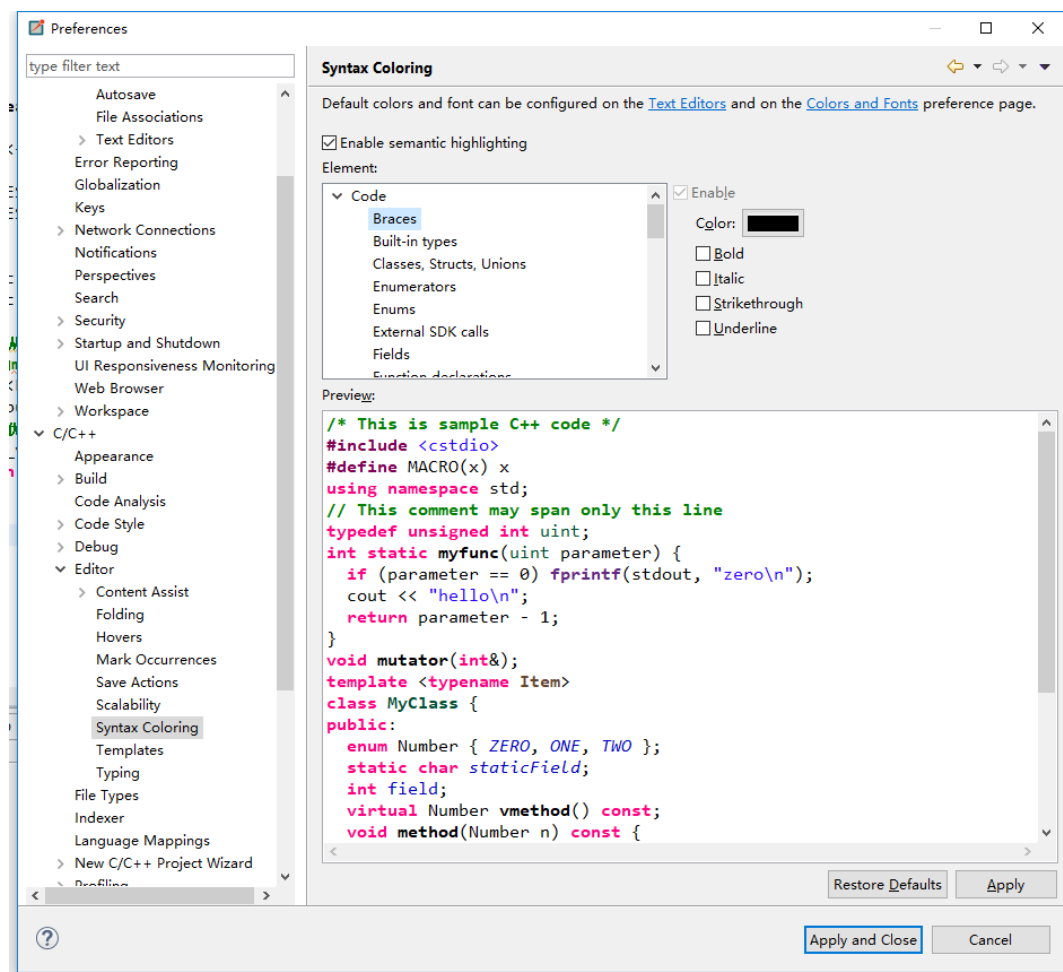 Preferences
type filter text
Autosave
File Associations
Text Editors
Error Reporting
Globalization
Keys
Network Connections
Notifications
Perspectives
Search
Security
Startup and Shutdown
UI Responsiveness Monitoring
Web Browser
Workspace
C/C++
Appearance
Build
Code Analysis
Code Style
Debug
Editor
Content Assist
Folding
Hovers
Mark Occurrences
Save Actions
Scalability
Syntax Coloring
Templates
Typing
File Types
Indexer
Language Mappings
New C/C++ Project Wizard
Profiling
Syntax Coloring
Default colors and font can be configured on the Text Editors and on the Colors and Fonts preference page.
Enable semantic highlighting
Element:
Code
Braces
Built-in types
Classes, Structs, Unions
Enumerators
Enums
External SDK calls
Fields
Function declarations
Enable
Color:
Bold
Italic
Strikethrough
Underline
Preview:
/* This is sample C++ code */
#include <cstdio>
#define MACRO(x) x
using namespace std;
// This comment may span only this line
typedef unsigned int uint;
int static myfunc(uint parameter) {
  if (parameter == 0) fprintf(stdout, "zero\n");
  cout << "hello\n";
  return parameter - 1;
}
void mutator(int&);
template <typename Item>
class MyClass {
public:
  enum Number { ZERO, ONE, TWO };
  static char staticField;
  int field;
  virtual Number vmethod() const;
  void method(Number n) const {
Restore Defaults
Apply
Apply and Close
Cancel